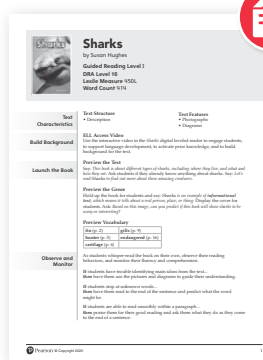 Sharks
Sharks
by Susan Hughes
Guided Reading Level I
DRA Level 16
Lexile Measure 450L
Word Count 474
Text Characteristics
Text Structure
• Description
Text Features
• Photographs
• Diagrams
Build Background
ELL Access Video
Use the interactive video in the Sharks digital leveled reader to engage students,
to support language development, to activate prior knowledge, and to build
background for the text.
Launch the Book
Preview the Text
Say: This book is about different types of sharks, including where they live, and what and
how they eat. Ask students if they already know anything about sharks. Say: Let's
read Sharks to find out more about these amazing creatures.
Preview the Genre
Hold up the book for students and say: Sharks is an example of informational
text, which means it tells about a real person, place, or thing. Display the cover for
students. Ask: Based on the image, can you predict if this book will show sharks to be
scary or interesting?
Preview Vocabulary
fin (p. 2)
gills (p. 9)
hunter (p. 5)
endangered (p. 16)
cartilage (p. 6)
Observe and Monitor
As students whisper-read the book on their own, observe their reading
behaviors, and monitor their fluency and comprehension.
If students have trouble identifying main ideas from the text...
then have them use the pictures and diagrams to guide their understanding.
If students stop at unknown words...
then have them read to the end of the sentence and predict what the word
might be.
If students are able to read smoothly within a paragraph...
then praise them for their good reading and ask them what they do as they come
to the end of a sentence.
Pearson © Copyright 2020
1